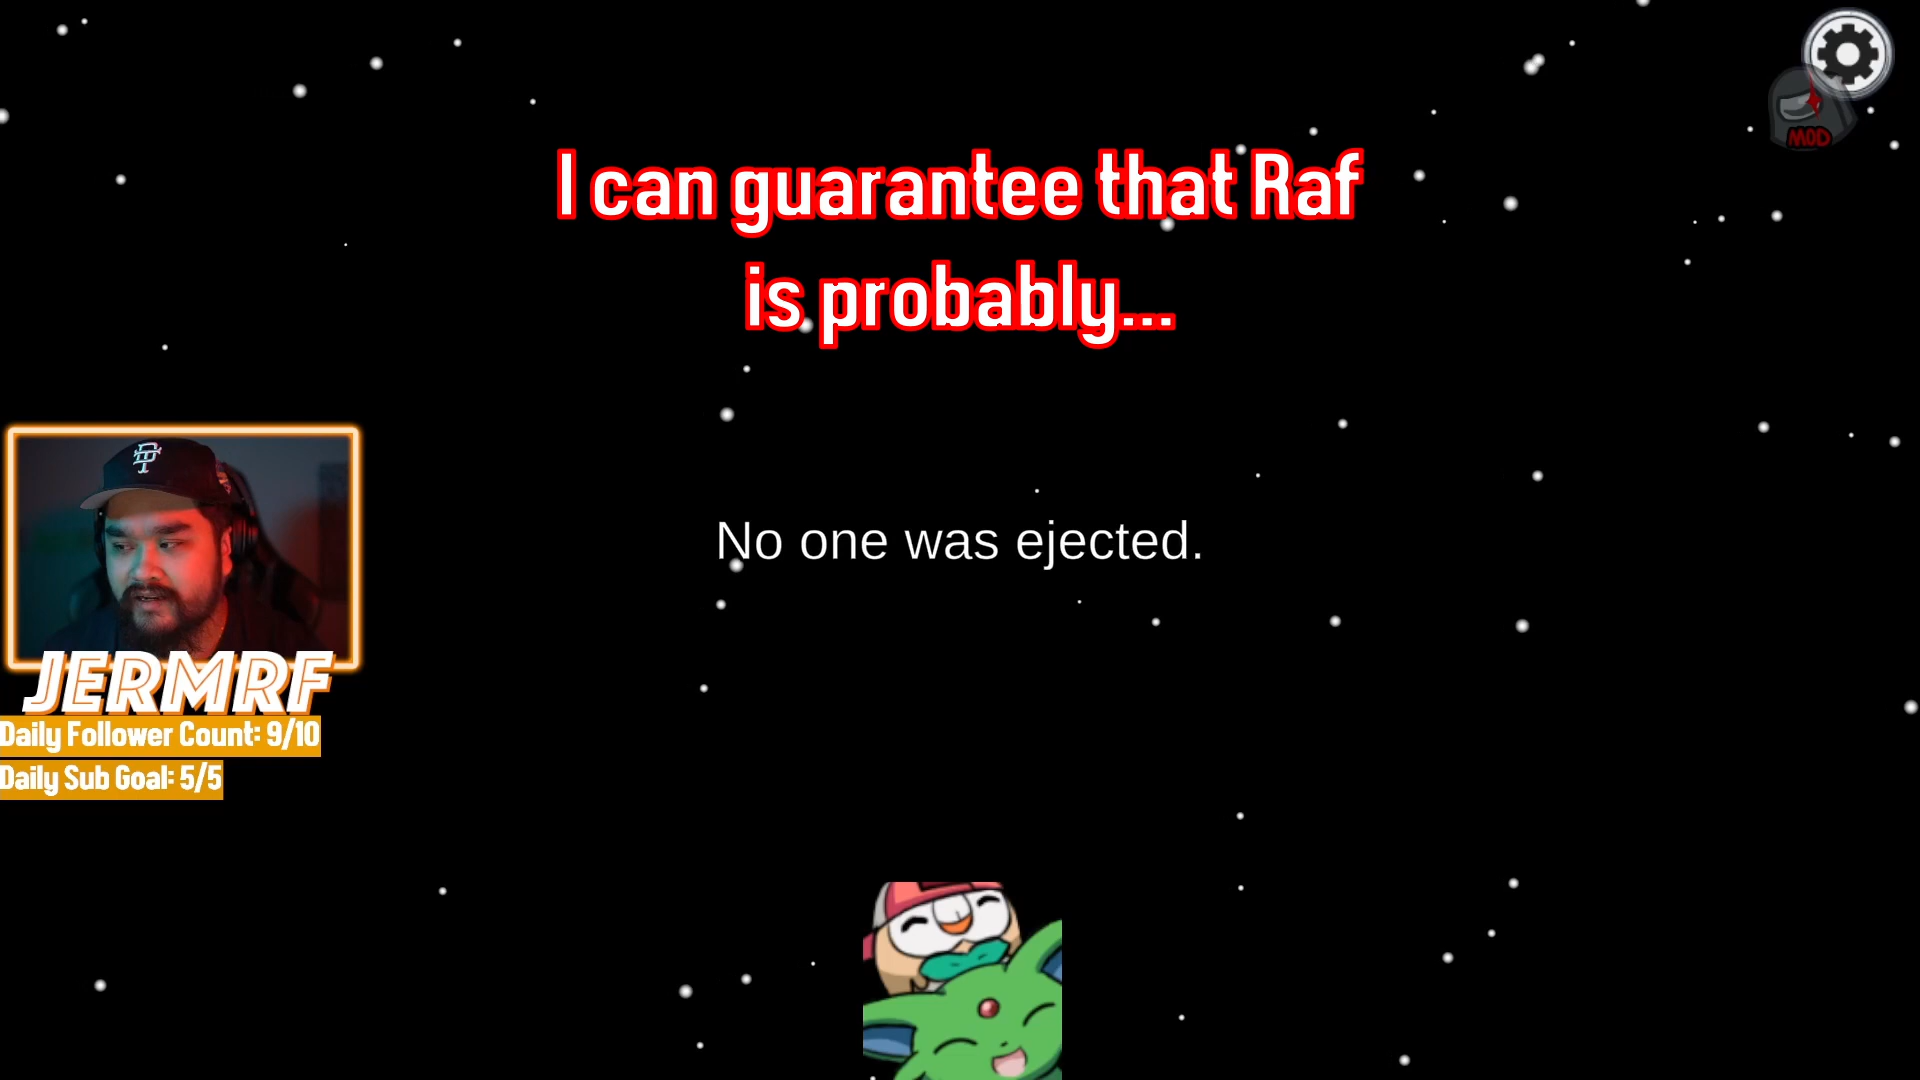 MOD
I can guarantee that Raf
is probably...
No one was ejected.
JERMRF
Daily Follower Count: 9/10
Daily Sub Goal: 5/5